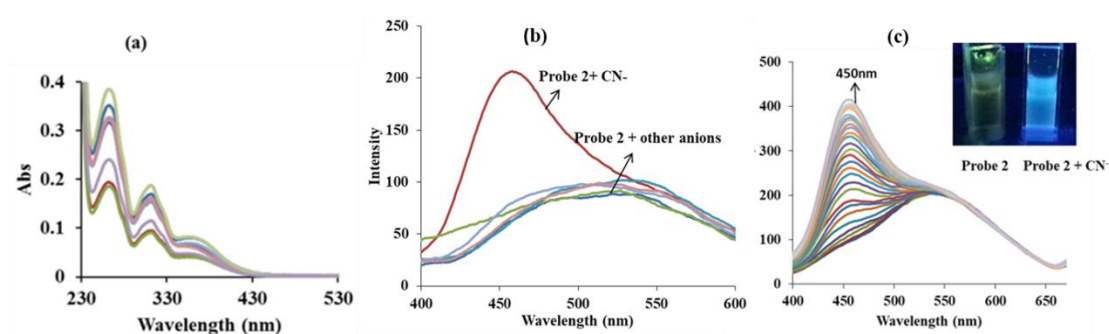 (a)
0.4
0.3
0.2
0.1
0
Abs
230 330 430 530
Wavelength (nm)
(b)
250
200
150
100
50
0
Intensity
Probe 2+ CN-
Probe 2 + other anions
400 450 500 550 600
Wavelength (nm)
(c)
500
400
300
200
100
0
450nm
Probe 2 Probe 2 + CN-
400 450 500 550 600 650
Wavelength (nm)